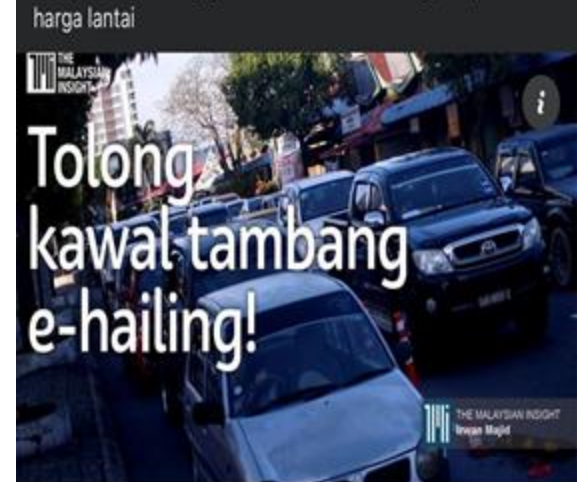 harga lantai
THE
MALAYSIAN
INSIGHT
Tolong
kawal tambang
e-hailing!
THE MALAYSIAN INSIGHT
Irwan Majid